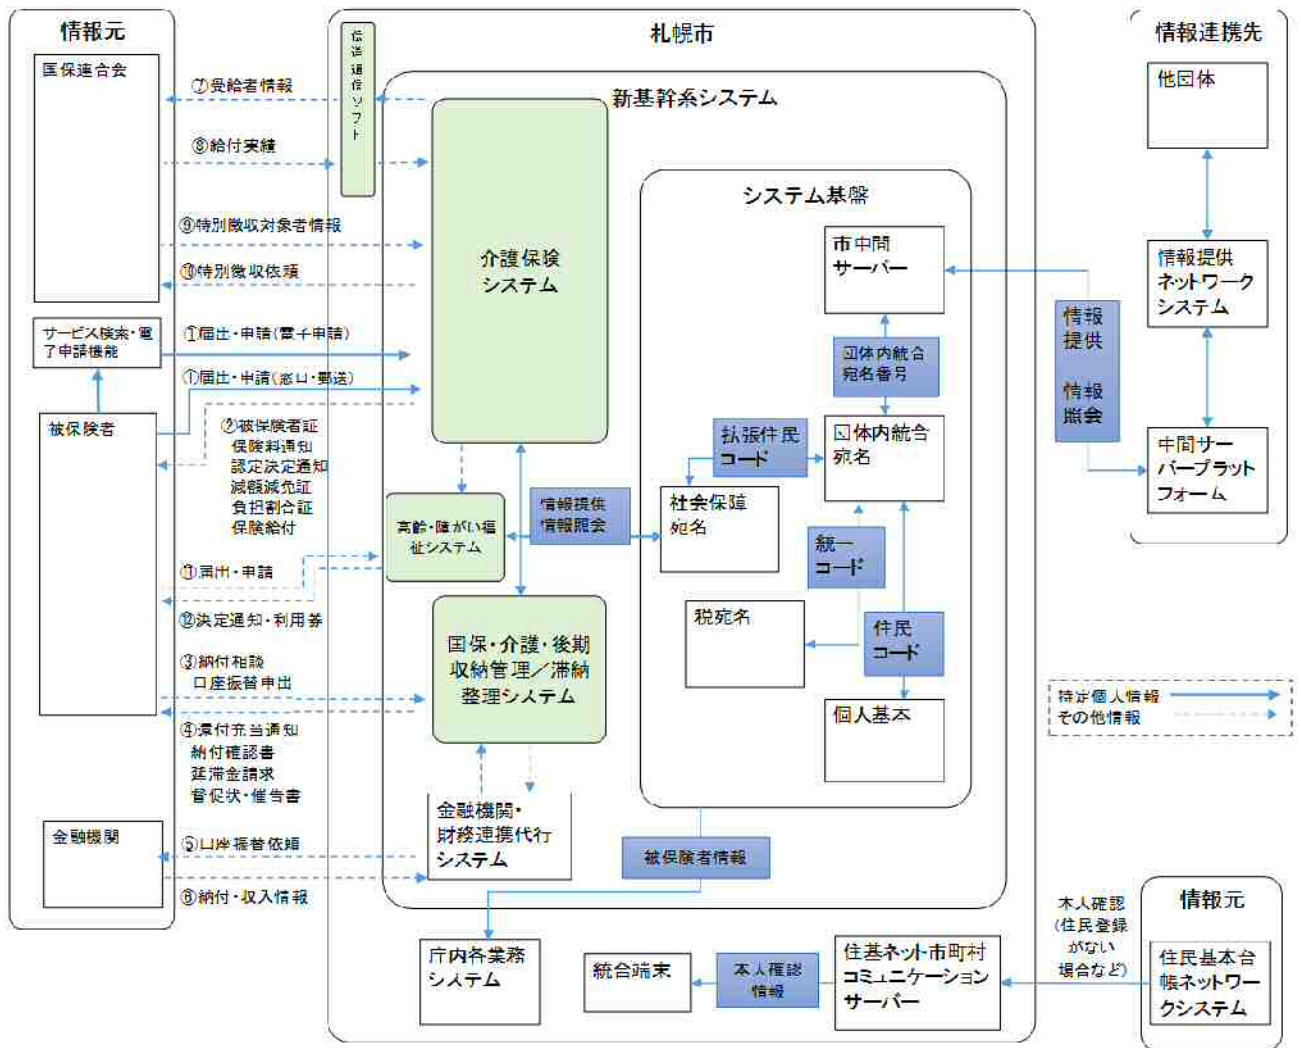 情報元
国保連合会
サービス検索・電
子申請機能
被保険者
金融機関
⑦受給者情報
⑧給付実績
⑨特別徴収対象者情報
⑩特別徴収依頼
①届出・申請(電子申請)
①届出・申請(窓口・郵送)
②被保険者証
保険料通知
認定決定通知
減額減免証
負担割合証
保険給付
⑪届出・申請
⑫決定通知・利用券
③納付相談
口座振替申出
④還付充当通知
納付確認書
延滞金請求
督促状・催告書
⑤口座振替依頼
⑥納付・収入情報
札幌市
伝送通信ソフト
新基幹系システム
介護保険
システム
高齢・障がい福
祉システム
情報提供
情報照会
国保・介護・後期
収納管理／滞納
整理システム
金融機関・
財務連携代行
システム
システム基盤
市中間
サーバー
団体内統合
宛名番号
団体内統合
宛名
拡張住民
コード
社会保障
宛名
統一
コード
税宛名
住民
コード
個人基本
被保険者情報
庁内各業務
システム
統合端末
本人確認
情報
住基ネット市町村
コミュニケーション
サーバー
情報連携先
他団体
情報提供
ネットワーク
システム
情報
提供
情報
照会
中間サー
バープラット
フォーム
特定個人情報
その他情報
本人確認
(住民登録
がない
場合など)
情報元
住民基本台
帳ネットワー
クシステム